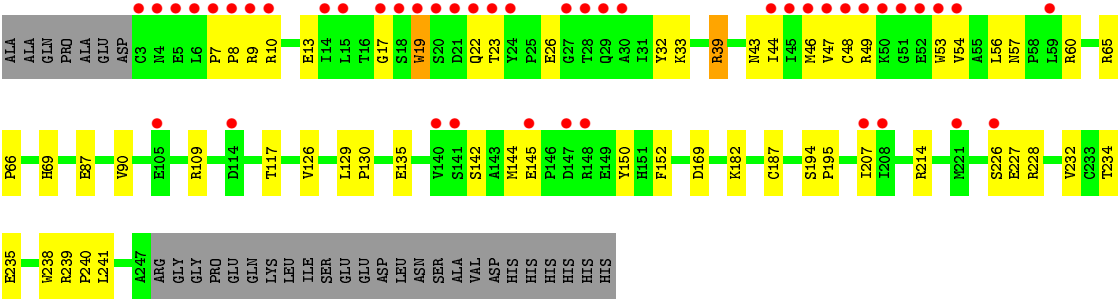 ALA ALA GLN PRO ALA GLU ASP C3 N4 E5 L6 P7 P8 R9 R10 E13 I14 L15 T16 G17 S18 W19 S20 D21 Q22 T23 Y24 P25 E26 G27 T28 Q29 A30 I31 Y32 K33 R39 N43 I44 I45 M46 V47 C48 R49 K50 G51 E52 W53 V54 A55 L56 N57 P58 L59 R60 R65
P66 H69 E87 V90 E105 R109 D114 T117 V126 L129 P130 E135 V140 S141 S142 A143 M144 E145 P146 D147 R148 E149 Y150 H151 F152 D169 K182 C187 S194 P195 I207 I208 R214 M221 S226 E227 R228 V232 C233 T234
E235 W238 R239 P240 L241 A247 ARG GLY GLY PRO GLU GLN LYS LEU ILE SER GLU GLU ASP LEU ASN SER ALA VAL ASP HIS HIS HIS HIS HIS HIS